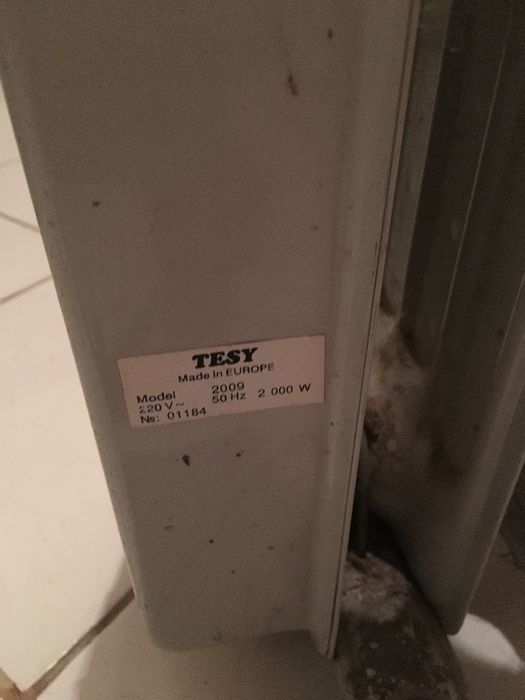 TESY
Made in EUROPE
Model 2009
220 V~ 50 Hz 2 000 W
№: 01184